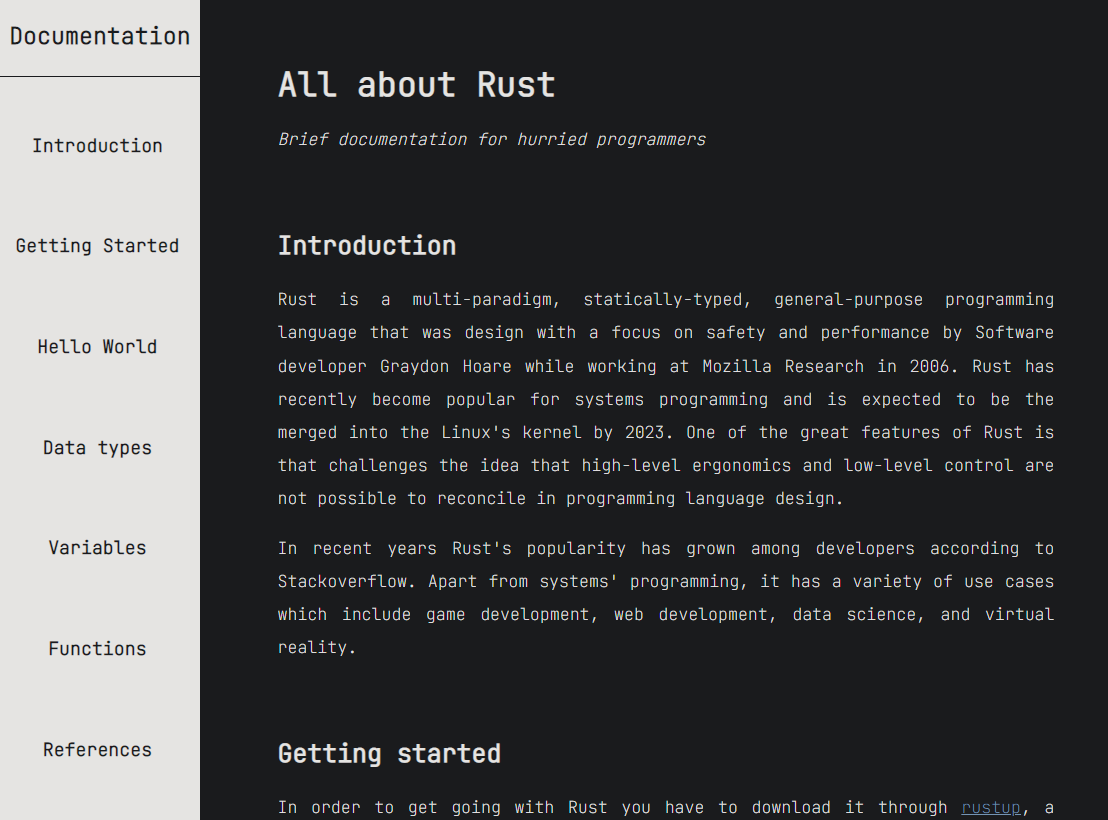 Documentation
Introduction
Getting Started
Hello World
Data types
Variables
Functions
References
All about Rust
Brief documentation for hurried programmers
Introduction
Rust is a multi-paradigm, statically-typed, general-purpose programming
language that was design with a focus on safety and performance by Software
developer Graydon Hoare while working at Mozilla Research in 2006. Rust has
recently become popular for systems programming and is expected to be the
merged into the Linux's kernel by 2023. One of the great features of Rust is
that challenges the idea that high-level ergonomics and low-level control are
not possible to reconcile in programming language design.
In recent years Rust's popularity has grown among developers according to
Stackoverflow. Apart from systems' programming, it has a variety of use cases
which include game development, web development, data science, and virtual
reality.
Getting started
In order to get going with Rust you have to download it through rustup, a